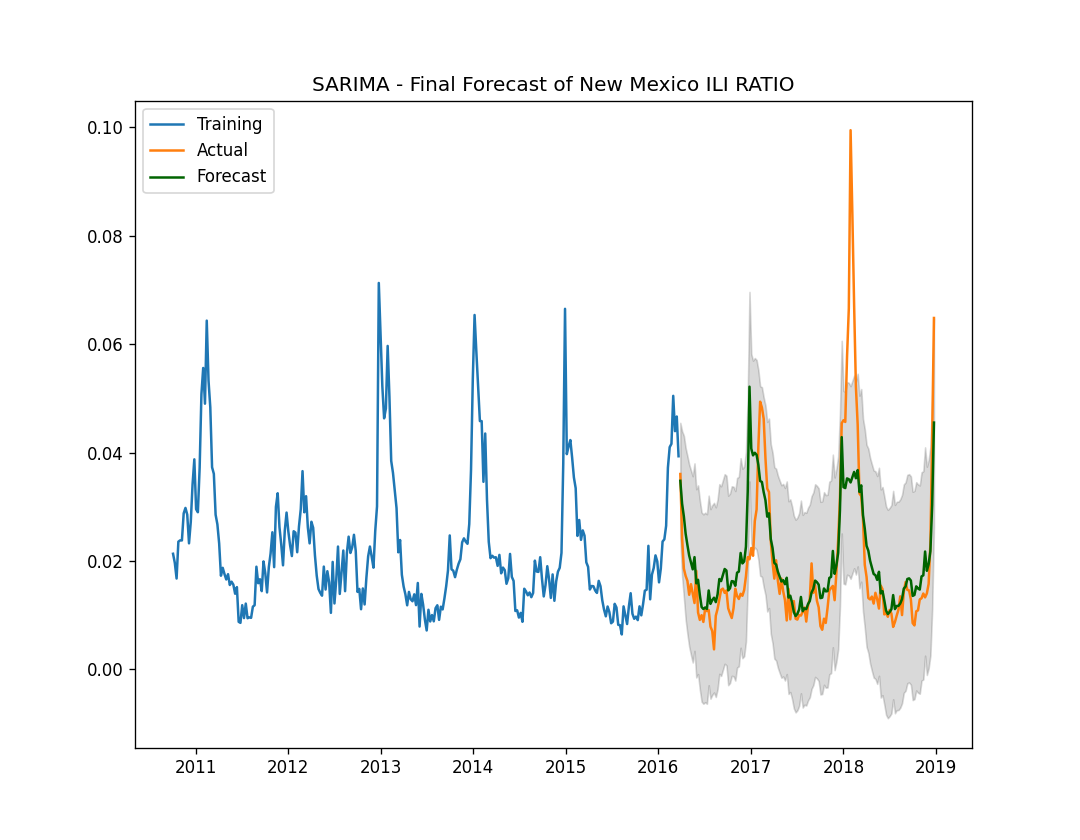 SARIMA - Final Forecast of New Mexico ILI RATIO
Training
Actual
Forecast
0.10
0.08
0.06
0.04
0.02
0.00
2011 2012 2013 2014 2015 2016 2017 2018 2019